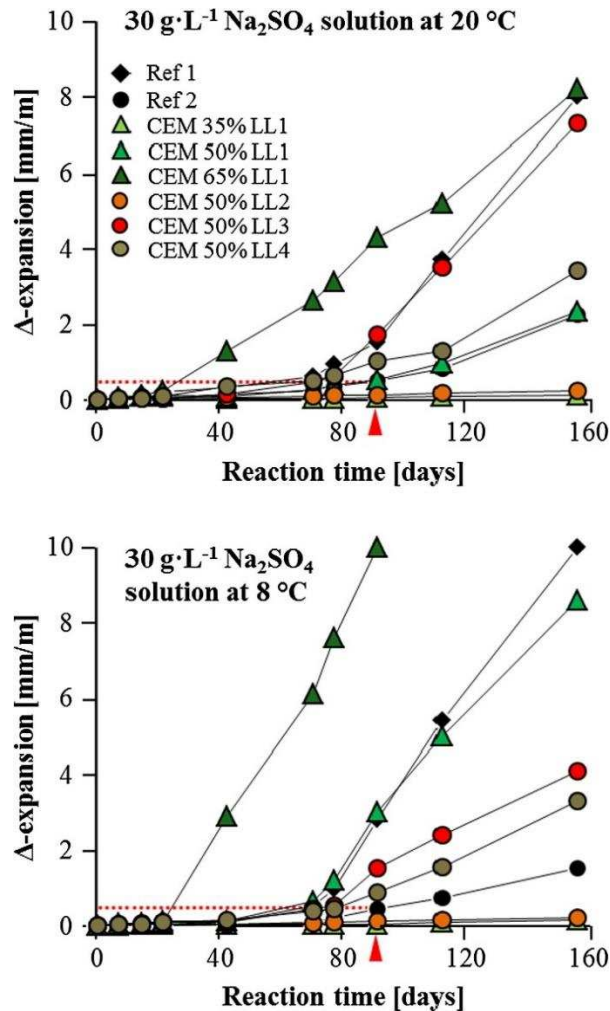 30 g·L⁻¹ Na₂SO₄ solution at 20 °C
10
8
6
4
2
0
Δ-expansion [mm/m]
Ref 1
Ref 2
CEM 35% LL1
CEM 50% LL1
CEM 65% LL1
CEM 50% LL2
CEM 50% LL3
CEM 50% LL4
0 40 80 120 160
Reaction time [days]
30 g·L⁻¹ Na₂SO₄
solution at 8 °C
10
8
6
4
2
0
Δ-expansion [mm/m]
0 40 80 120 160
Reaction time [days]